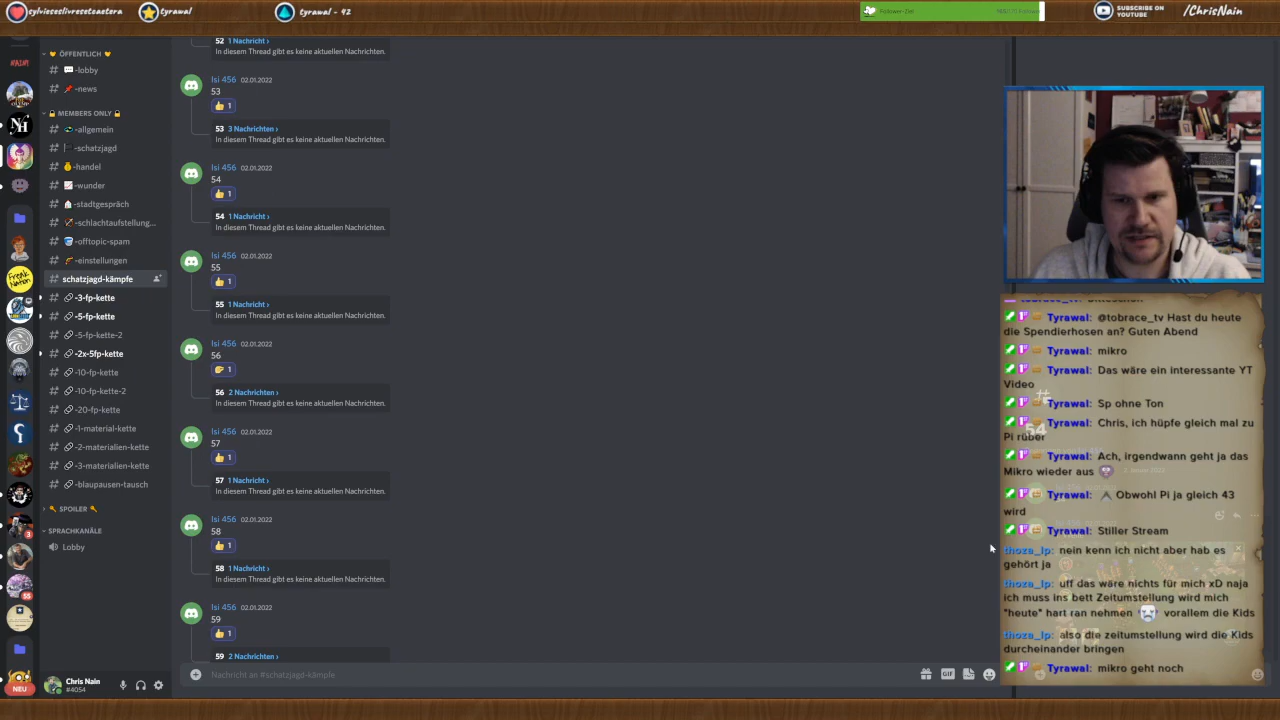 sylvieseslivresetcaetera
tyrawal
tyrawal - 42
Follower-Ziel
SUBSCRIBE ON
YOUTUBE
/ChrisNain
NAIN!
ÖFFENTLICH
-lobby
-news
MEMBERS ONLY
-allgemein
-schatzjagd
-handel
-wunder
-stadtgespräch
-schlachtaufstellung...
-offtopic-spam
-einstellungen
schatzjagd-kämpfe
-3-fp-kette
-5-fp-kette
-5-fp-kette-2
-2x-5fp-kette
-10-fp-kette
-10-fp-kette-2
-20-fp-kette
-1-material-kette
-2-materialien-kette
-3-materialien-kette
-blaupausen-tausch
SPOILER
SPRACHKANÄLE
Lobby
NEU
Chris Nain
#4054
52 1 Nachricht ›
In diesem Thread gibt es keine aktuellen Nachrichten.
Isi 456 02.01.2022
53
1
53 3 Nachrichten ›
In diesem Thread gibt es keine aktuellen Nachrichten.
Isi 456 02.01.2022
54
1
54 1 Nachricht ›
In diesem Thread gibt es keine aktuellen Nachrichten.
Isi 456 02.01.2022
55
1
55 1 Nachricht ›
In diesem Thread gibt es keine aktuellen Nachrichten.
Isi 456 02.01.2022
56
1
56 2 Nachrichten ›
In diesem Thread gibt es keine aktuellen Nachrichten.
Isi 456 02.01.2022
57
1
57 1 Nachricht ›
In diesem Thread gibt es keine aktuellen Nachrichten.
Isi 456 02.01.2022
58
1
58 1 Nachricht ›
In diesem Thread gibt es keine aktuellen Nachrichten.
Isi 456 02.01.2022
59
1
59 2 Nachrichten ›
Nachricht an #schatzjagd-kämpfe
GIF
Tyrawal: @tobrace_tv Hast du heute
die Spendierhosen an? Guten Abend
Tyrawal: mikro
Tyrawal: Das wäre ein interessante YT
Video
Tyrawal: Sp ohne Ton
Tyrawal: Chris, ich hüpfe gleich mal zu
Pi rüber
Tyrawal: Ach, irgendwann geht ja das
Mikro wieder aus
Tyrawal: Obwohl Pi ja gleich 43
wird
Tyrawal: Stiller Stream
thoza_lp: nein kenn ich nicht aber hab es
gehört ja
thoza_lp: uff das wäre nichts für mich xD naja
ich muss ins bett Zeitumstellung wird mich
"heute" hart ran nehmen vorallem die Kids
thoza_lp: also die zeitumstellung wird die Kids
durcheinander bringen
Tyrawal: mikro geht noch